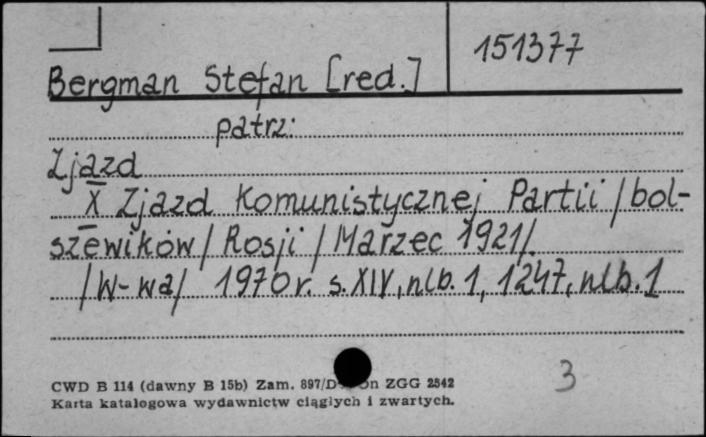 151377
Bergman Stefan [red.]
patrz:
Zjazd
X Zjazd Komunistycznej Partii /bol-
szewików/ Rosji /Marzec 1921/
/W-wa/ 1970r. s. XIV, nlb. 1, 1247, nlb. 1
3
CWD B 114 (dawny B 15b) Zam. 897/D ZGG 2542
Karta katalogowa wydawnictw ciągłych i zwartych.